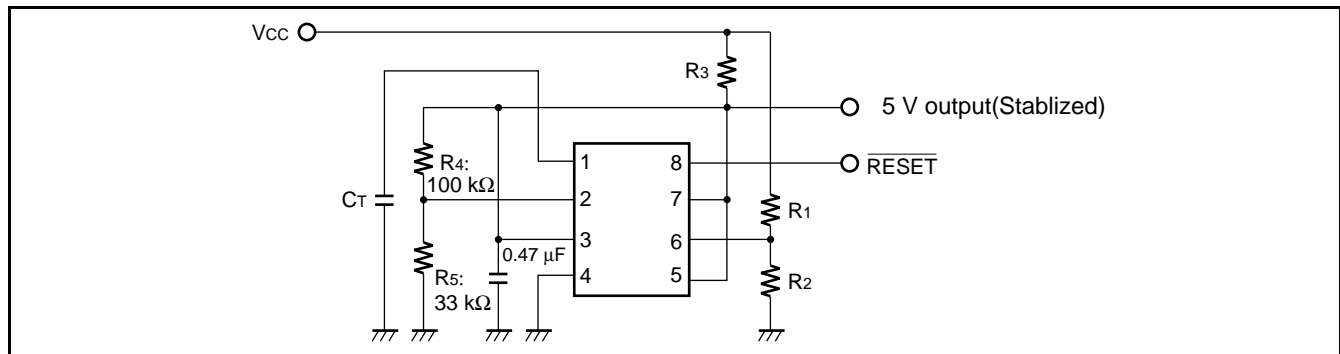 VCC
R3
5 V output(Stablized)
R4:
100 kΩ
1
8
RESET
CT
2
7
R1
3
6
0.47 μF
R5:
33 kΩ
4
5
R2